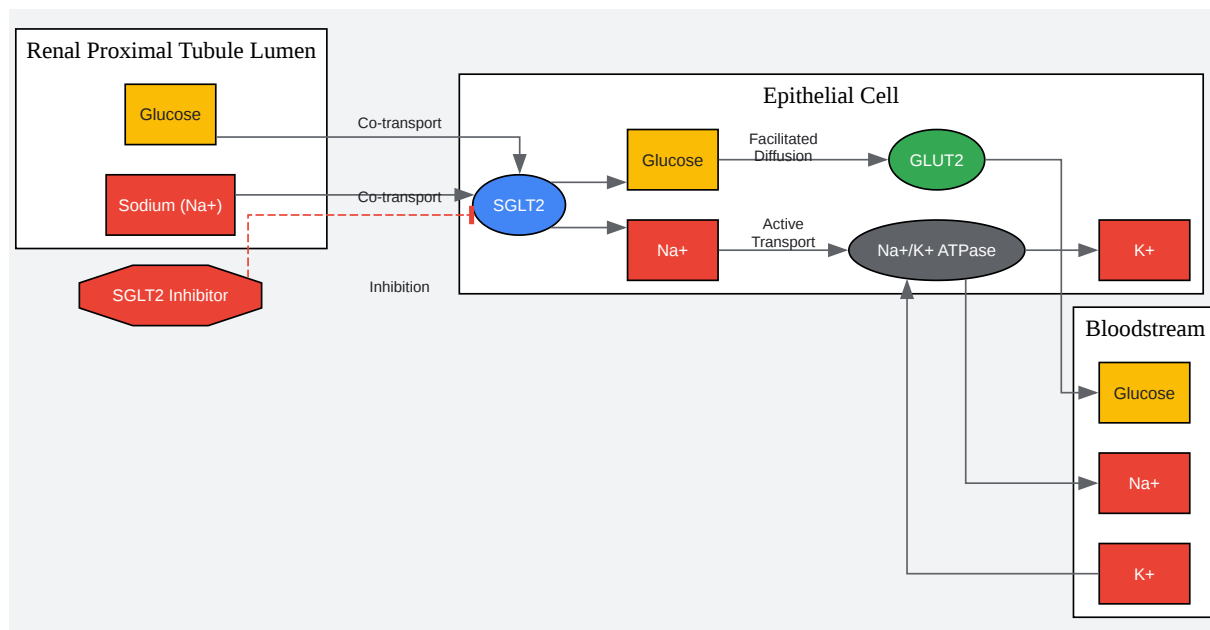 Renal Proximal Tubule Lumen
Glucose
Sodium (Na+)
SGLT2 Inhibitor
Co-transport
Co-transport
Inhibition
Epithelial Cell
SGLT2
Glucose
Na+
Facilitated
Diffusion
Active
Transport
GLUT2
Na+/K+ ATPase
K+
Bloodstream
Glucose
Na+
K+